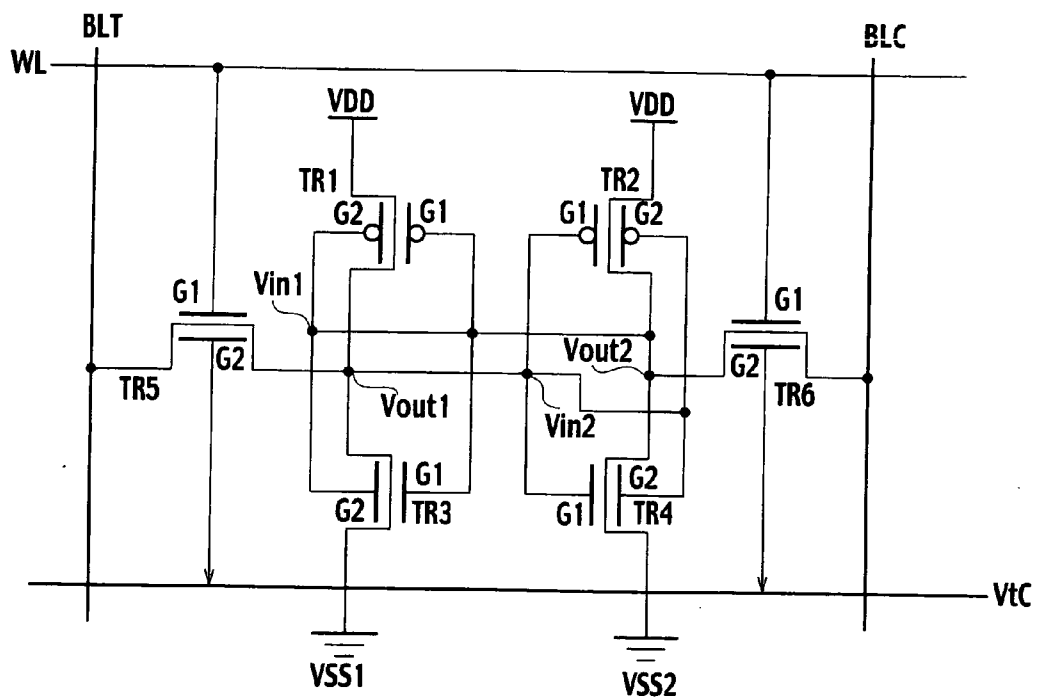 BLT
BLC
WL
VDD
VDD
TR1
TR2
G2
G1
G1
G2
Vin1
G1
G1
G2
Vout2
G2
TR5
Vout1
Vin2
TR6
G1
G2
G2
TR3
G1
TR4
VtC
VSS1
VSS2